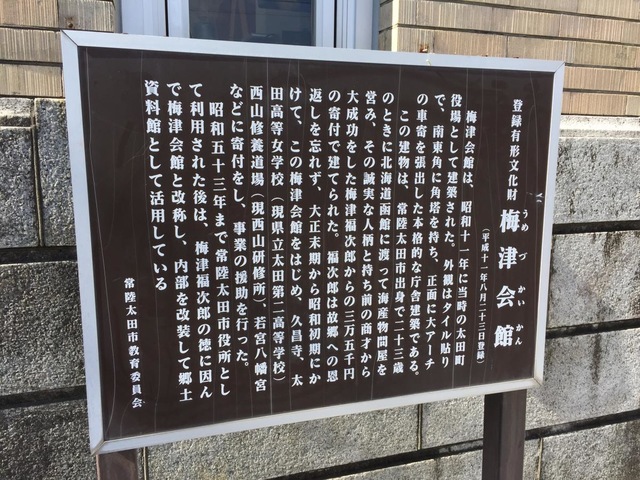 登録有形文化財
梅津会館
うめづかいかん
(平成十一年八月二十三日登録)
梅津会館は、昭和十一年に当時の太田町
役場として建築された。外観はタイル貼り
で、南東角に角塔を持ち、正面に大アーチ
の車寄を張出した本格的な庁舎建築である。
この建物は、常陸太田市出身で二十三歳
のときに北海道函館に渡って海産物問屋を
営み、その誠実な人柄と持ち前の商才から
大成功をした梅津福次郎からの三万五千円
の寄付で建てられた。福次郎は故郷への恩
返しを忘れず、大正末期から昭和初期にか
けて、この梅津会館をはじめ、久昌寺、太
田高等女学校(現県立太田第二高等学校)
西山修養道場(現西山研修所)、若宮八幡宮
などに寄付をし、事業の援助を行った。
昭和五十三年まで常陸太田市役所とし
て利用された後は、梅津福次郎の徳に因ん
で梅津会館と改称し、内部を改装して郷土
資料館として活用している
常陸太田市教育委員会